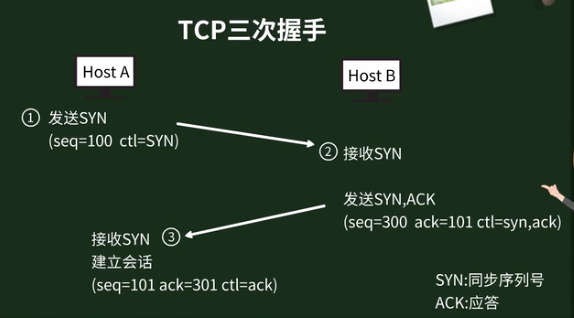 TCP三次握手
Host A
Host B
① 发送SYN
(seq=100 ctl=SYN)
② 接收SYN
发送SYN,ACK
(seq=300 ack=101 ctl=syn,ack)
接收SYN ③
建立会话
(seq=101 ack=301 ctl=ack)
SYN:同步序列号
ACK:应答